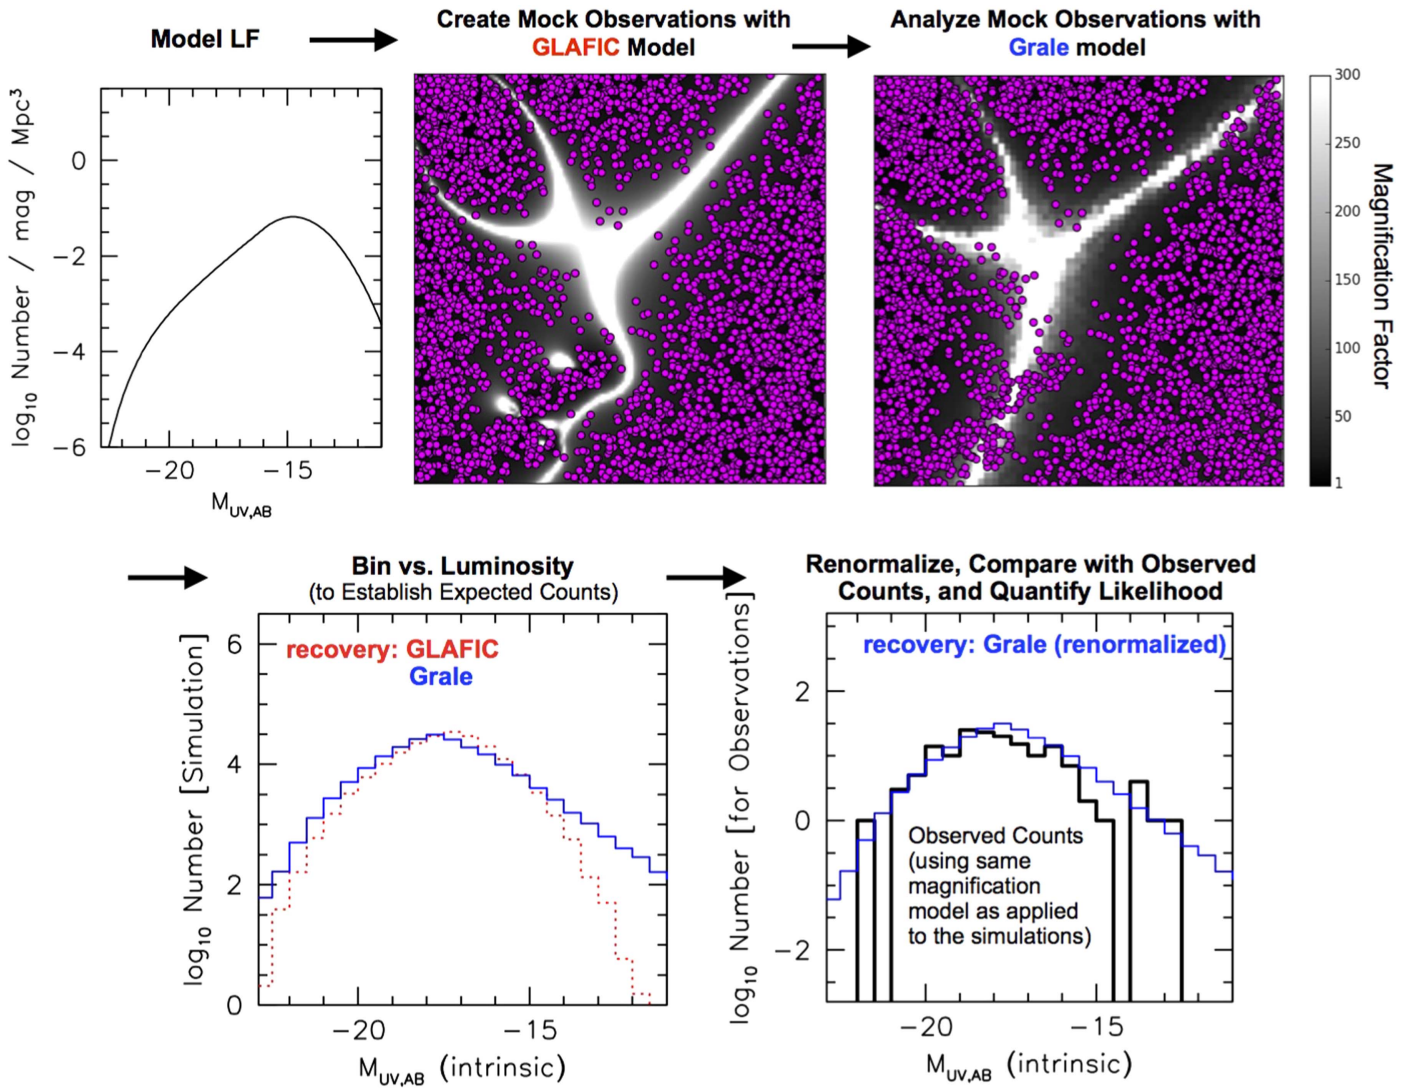 Model LF
Create Mock Observations with
GLAFIC Model
Analyze Mock Observations with
Grale model
log10 Number / mag / Mpc3
0
−2
−4
−6
−20
−15
MUV,AB
300
250
200
150
100
50
1
Magnification Factor
Bin vs. Luminosity
(to Establish Expected Counts)
log10 Number [Simulation]
6
4
2
0
recovery: GLAFIC
Grale
−20
−15
MUV,AB (intrinsic)
Renormalize, Compare with Observed
Counts, and Quantify Likelihood
log10 Number [for Observations]
2
0
−2
recovery: Grale (renormalized)
Observed Counts
(using same
magnification
model as applied
to the simulations)
−20
−15
MUV,AB (intrinsic)